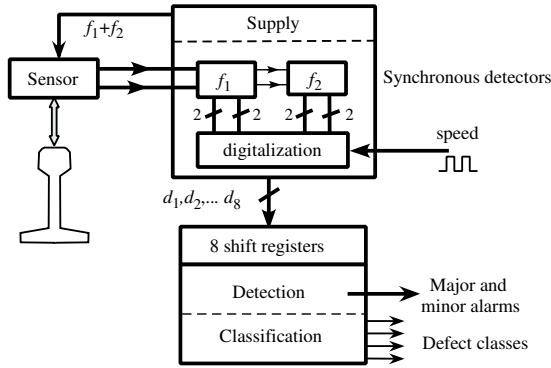 Supply
f₁+f₂
Sensor
f₁
f₂
Synchronous detectors
2 2 2 2
digitalization
speed
d₁,d₂,... d₈
8 shift registers
Detection
Major and
minor alarms
Classification
Defect classes